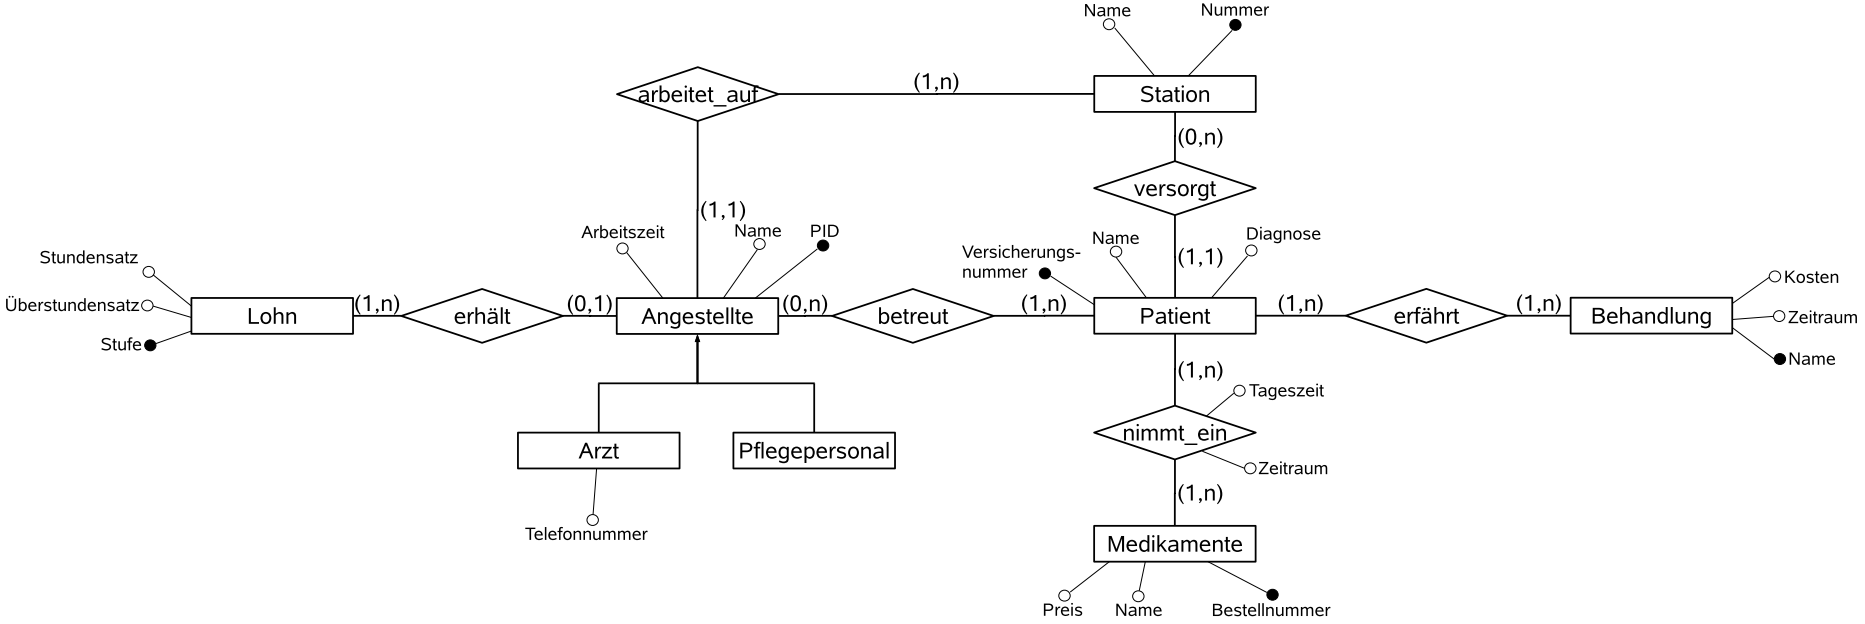 Name
Nummer
arbeitet_auf
(1,n)
Station
(0,n)
versorgt
(1,1)
(1,1)
Arbeitszeit
Name
PID
Versicherungs-
nummer
Name
Diagnose
Stundensatz
Überstundensatz
Stufe
Lohn
(1,n)
erhält
(0,1)
Angestellte
(0,n)
betreut
(1,n)
Patient
(1,n)
erfährt
(1,n)
Behandlung
Kosten
Zeitraum
Name
(1,n)
Tageszeit
nimmt_ein
Zeitraum
(1,n)
Arzt
Pflegepersonal
Telefonnummer
Medikamente
Preis
Name
Bestellnummer